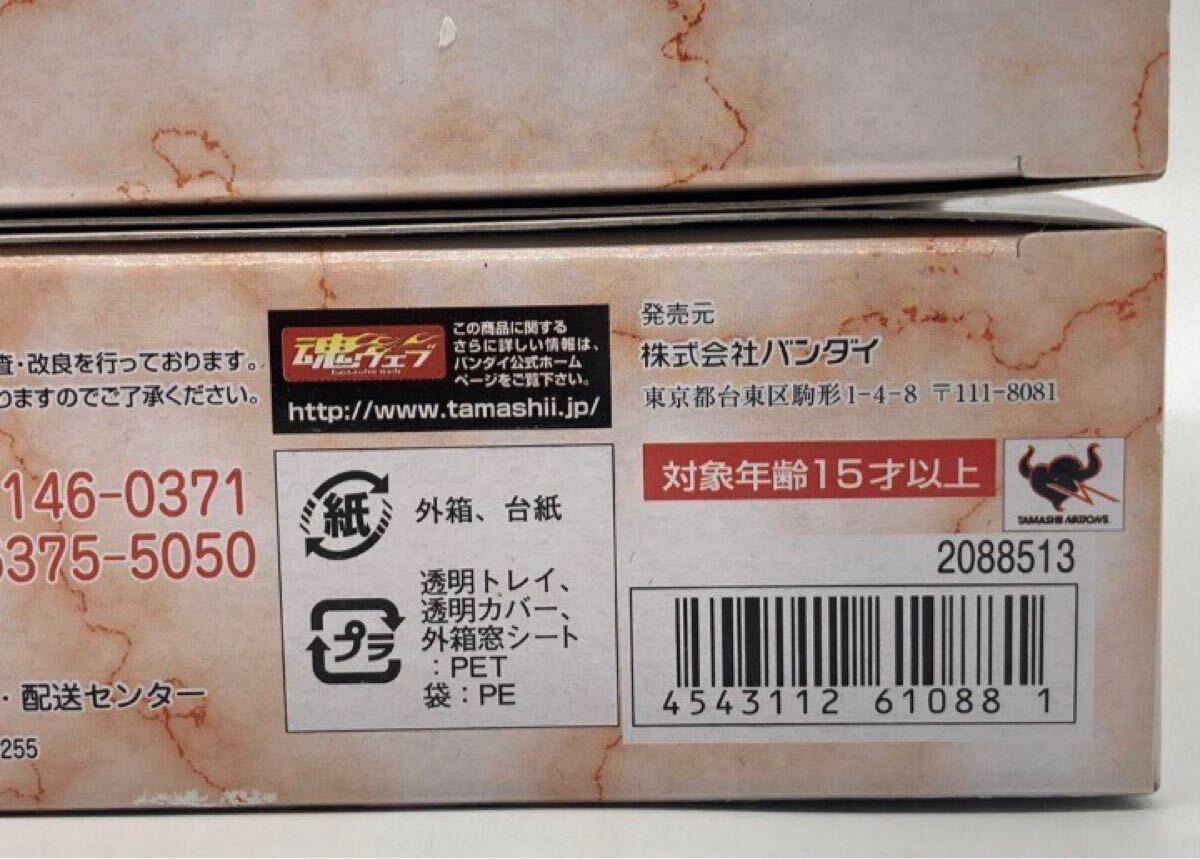 査・改良を行っております。
りますのでご了承ください。
146-0371
5375-5050
・配送センター
255
魂ウェブ
tamashii web
この商品に関する
さらに詳しい情報は、
バンダイ公式ホーム
ページをご覧下さい。
http://www.tamashii.jp/
紙
外箱、台紙
プラ
透明トレイ、
透明カバー、
外箱窓シート
:PET
袋:PE
発売元
株式会社バンダイ
東京都台東区駒形1-4-8 〒111-8081
対象年齢15才以上
TAMASHII NATIONS
2088513
4543112 61088 1